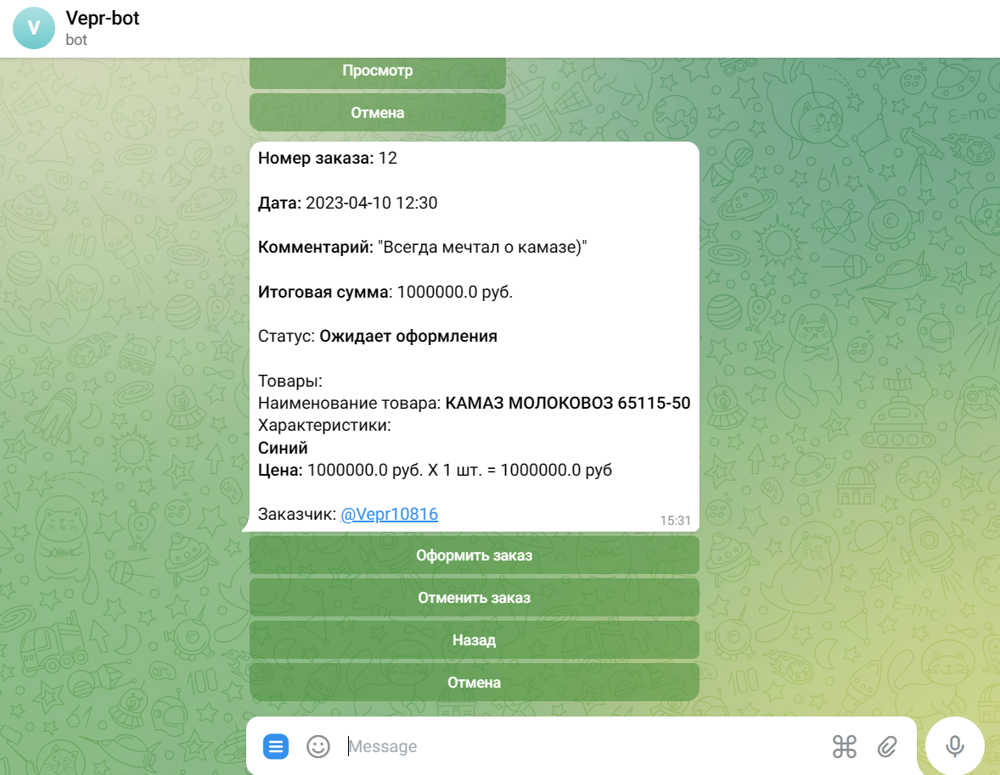 V
Vepr-bot
bot
Просмотр
Отмена
Номер заказа: 12
Дата: 2023-04-10 12:30
Комментарий: "Всегда мечтал о камазе)"
Итоговая сумма: 1000000.0 руб.
Статус: Ожидает оформления
Товары:
Наименование товара: КАМАЗ МОЛОКОВОЗ 65115-50
Характеристики:
Синий
Цена: 1000000.0 руб. X 1 шт. = 1000000.0 руб
Заказчик: @Vepr10816
15:31
Оформить заказ
Отменить заказ
Назад
Отмена
Message